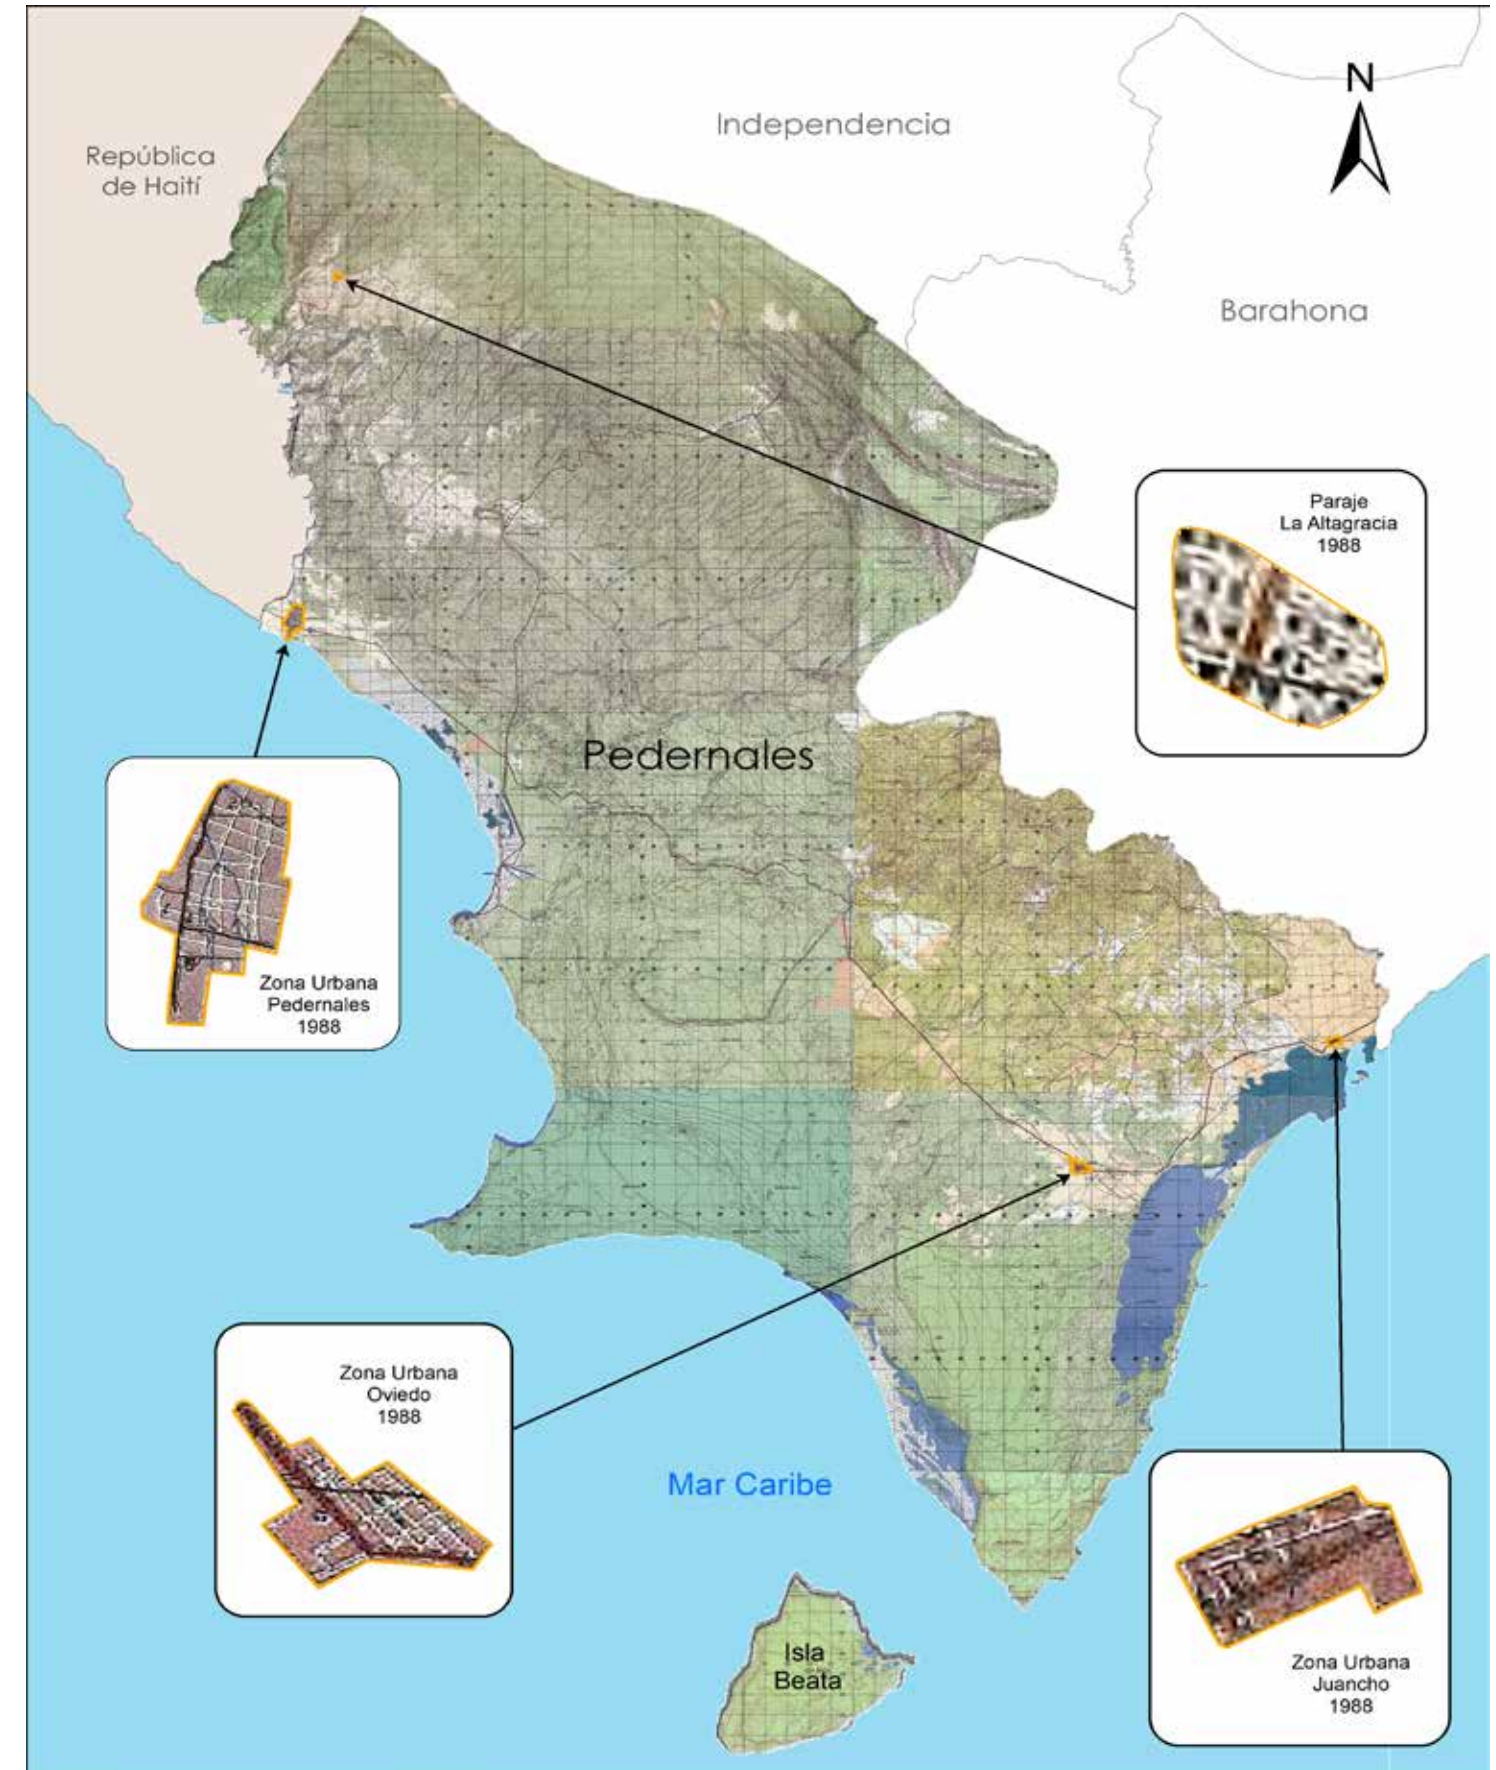 N
Independencia
República
de Haití
Barahona
Paraje
La Altagracia
1988
Pedernales
Zona Urbana
Pedernales
1988
Zona Urbana
Oviedo
1988
Mar Caribe
Isla
Beata
Zona Urbana
Juancho
1988